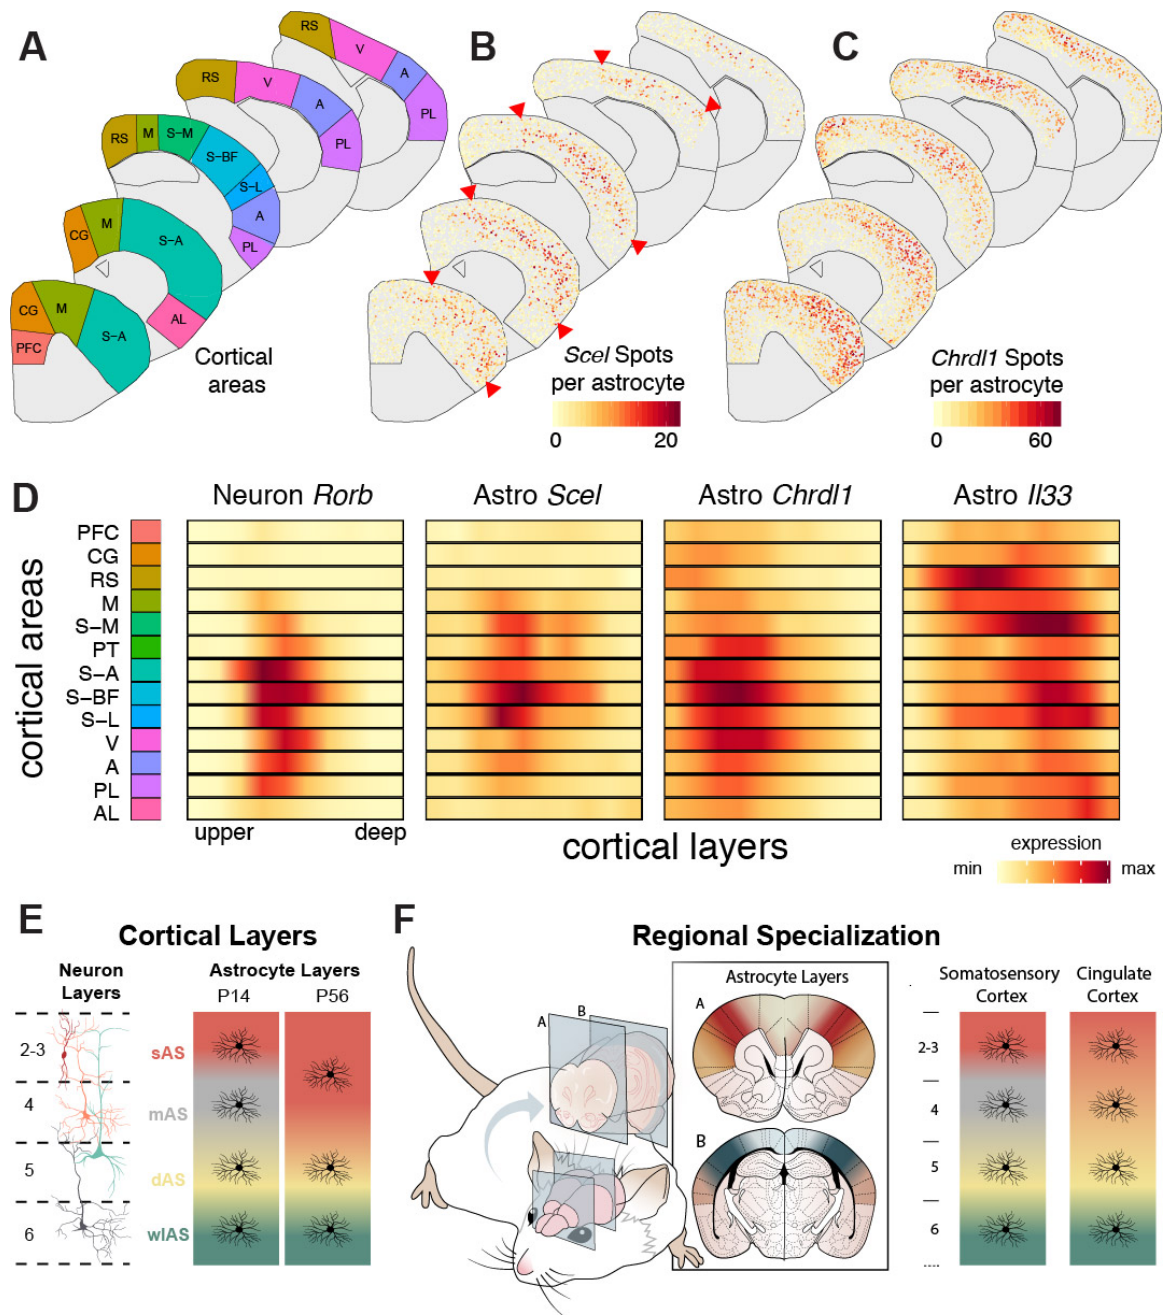 A
RS
V
A
PL
RS
V
A
PL
RS
M
S-M
S-BF
S-L
A
PL
CG
M
S-A
AL
CG
M
PFC
S-A
Cortical
areas
B
Scel Spots
per astrocyte
0 20
C
Chrdl1 Spots
per astrocyte
0 60
D
Neuron Rorb Astro Scel Astro Chrdl1 Astro Il33
cortical areas
PFC
CG
RS
M
S-M
PT
S-A
S-BF
S-L
V
A
PL
AL
upper deep
cortical layers
expression
min max
E
Cortical Layers
Neuron
Layers
Astrocyte Layers
P14 P56
2-3 sAS
4 mAS
5 dAS
6 wlAS
F
Regional Specialization
A
B
Astrocyte Layers
A
B
Somatosensory
Cortex
Cingulate
Cortex
2-3
4
5
6